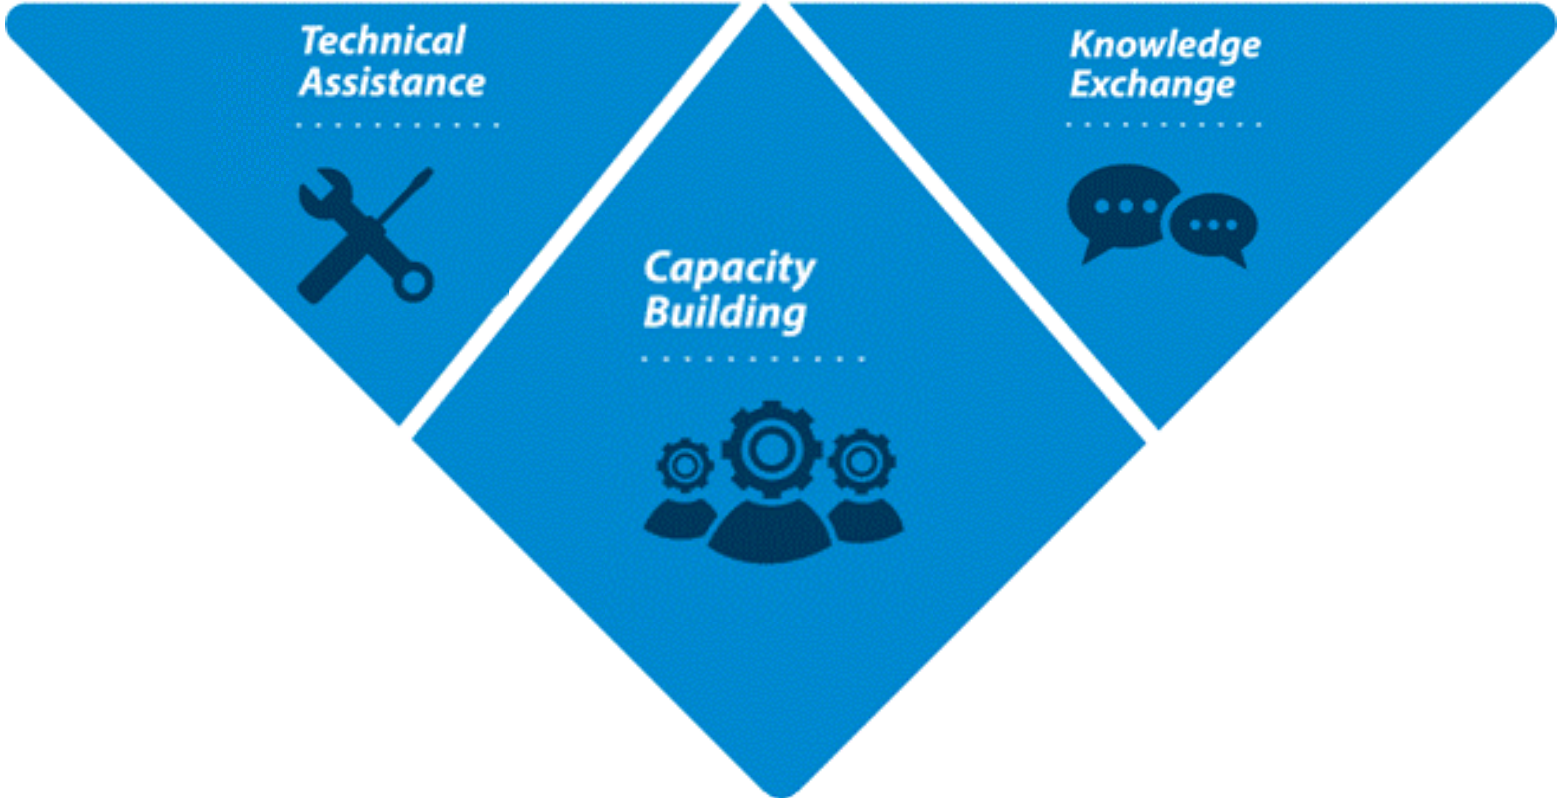 Technical
Assistance
Knowledge
Exchange
Capacity
Building